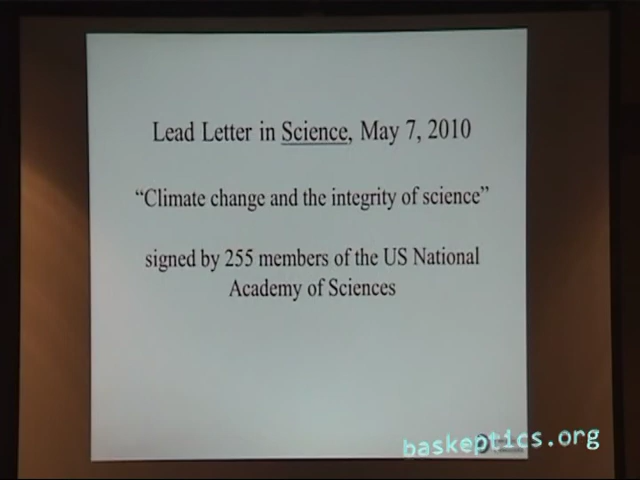 Lead Letter in Science, May 7, 2010
“Climate change and the integrity of science”
signed by 255 members of the US National
Academy of Sciences
baskeptics.org